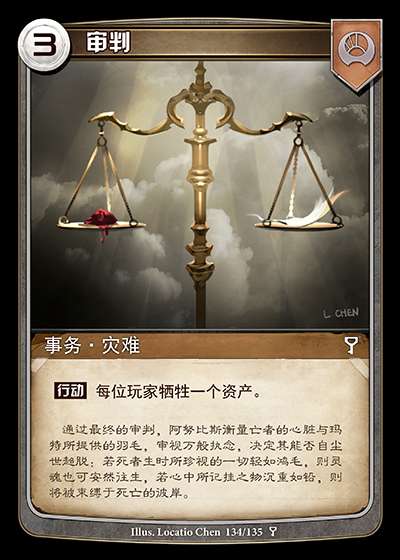 3 审判
L. CHEN
事务·灾难
行动 每位玩家牺牲一个资产。
通过最终的审判，阿努比斯衡量亡者的心脏与玛
特所提供的羽毛，审视万般执念，决定其能否自尘
世超脱：若死者生时所珍视的一切轻如鸿毛，则灵
魂也可安然往生，若心中所记挂之物沉重如铅，则
将被束缚于死亡的彼岸。
Illus. Locatio Chen 134/135